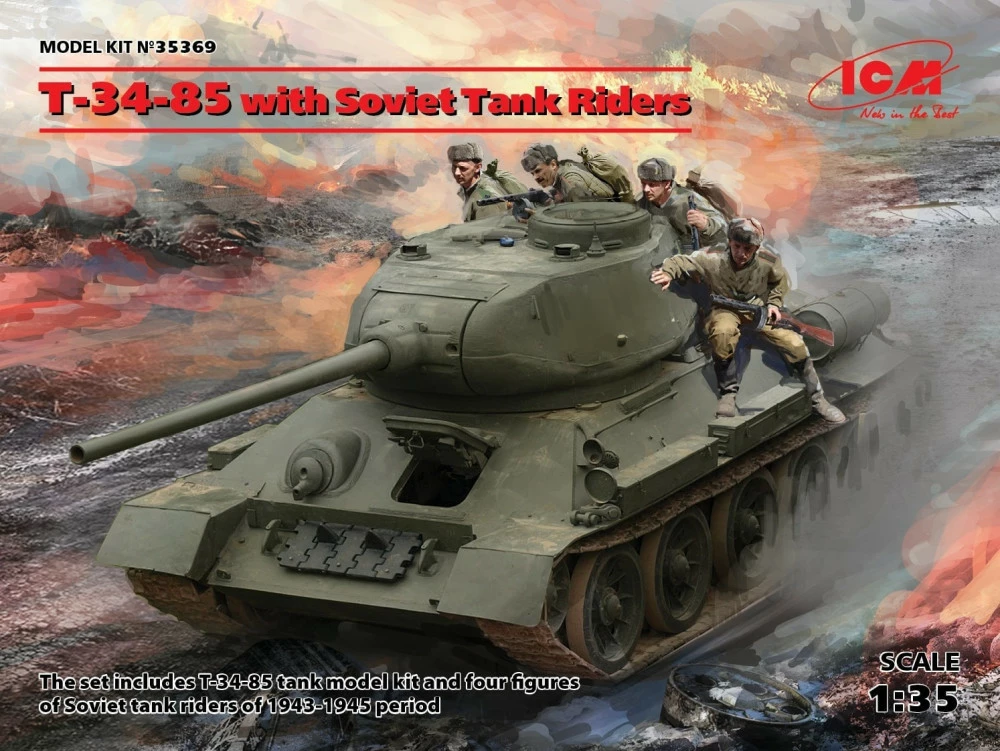 MODEL KIT №35369
T-34-85 with Soviet Tank Riders
ICM
New in the Best
The set includes T-34-85 tank model kit and four figures
of Soviet tank riders of 1943-1945 period
SCALE
1:35